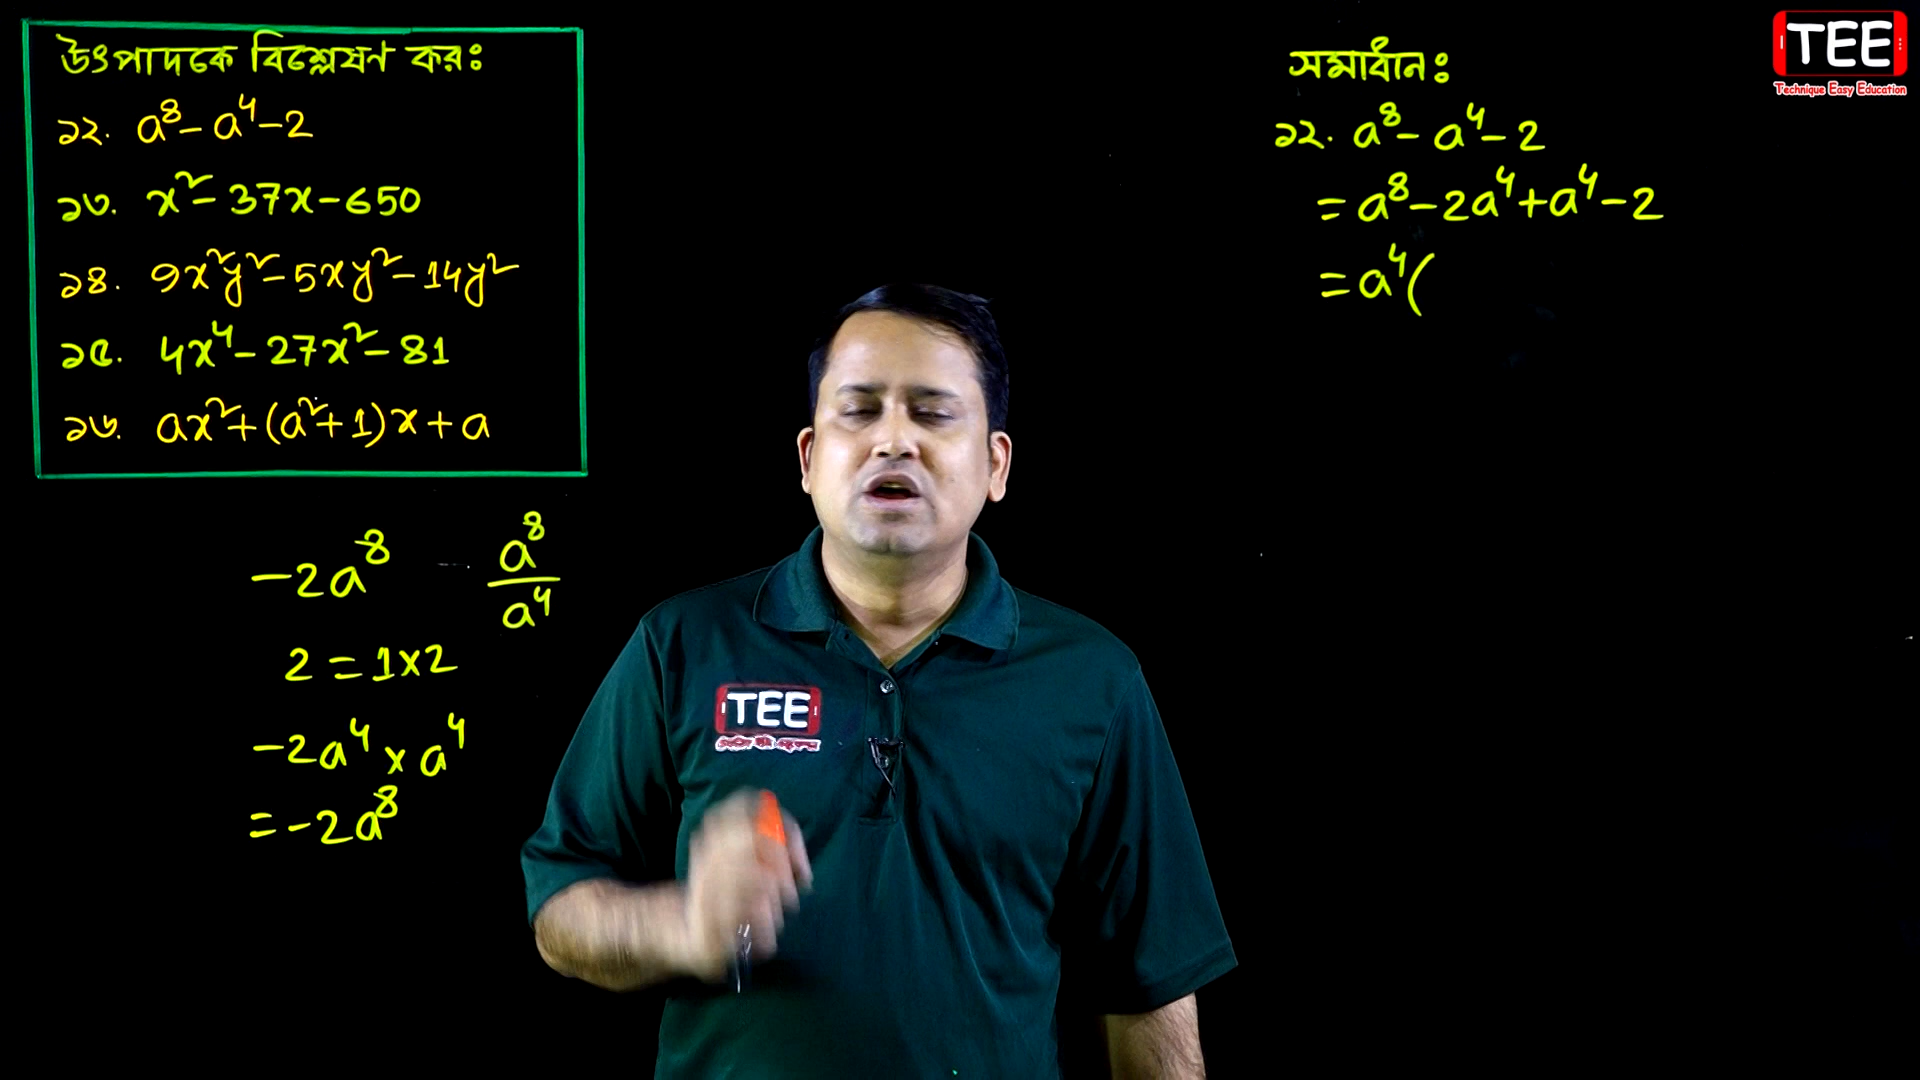 উৎপাদকে বিশ্লেষণ করঃ
১২. a⁸ - a⁴ - 2
১৩. x² - 37x - 650
১৪. 9x²y² - 5xy² - 14y²
১৫. 4x⁴ - 27x² - 81
১৬. ax² + (a² + 1)x + a
-2a⁸
a⁸/a⁴
2 = 1×2
-2a⁴ × a⁴
= -2a⁸
সমাধান ঃ
১২. a⁸ - a⁴ - 2
= a⁸ - 2a⁴ + a⁴ - 2
= a⁴(
TEE
Technique Easy Education
TEE